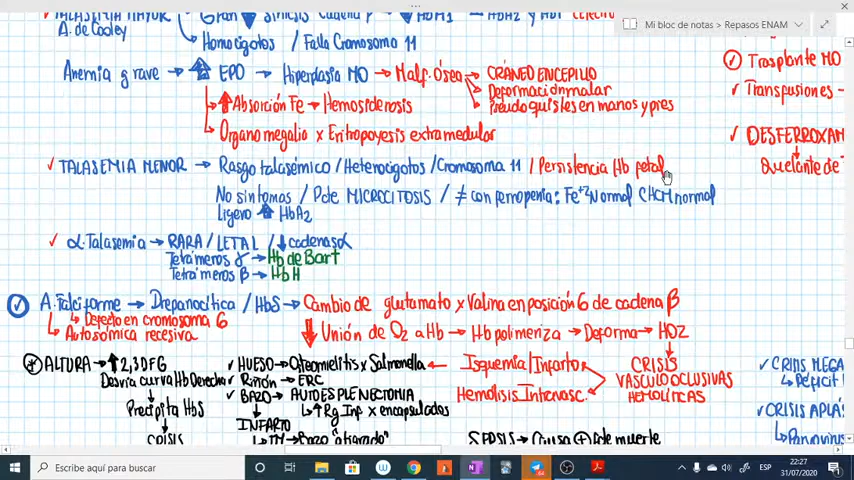 Mi bloc de notas > Repasos ENAM
✓ TALASEMIA MAYOR → Gran ↓ Síntesis Cadena β → ↓ HbA1
A. de Cooley
Homocigotos / Falla Cromosoma 11
Anemia grave → ⇧ EPO → Hiperplasia MO → Malf. Ósea → CRÁNEO EN CEPILLO
Deformación malar
Pseudoquistes en manos y pies
↑ Absorción Fe → Hemosiderosis
Organomegalia x Eritropoyesis extramedular
✓ Trasplante MO
✓ Transfusiones →
✓ DESFERROXAM
Quelante de
✓ TALASEMIA MENOR → Rasgo talasémico / Heterocigotos / Cromosoma 11 / Persistencia Hb fetal
No síntomas / Pole MICROCITOSIS / ≠ con ferropenia: Fe+2 Normal CHCM normal
Ligero ↑ HbA2
✓ α. Talasemia → RARA / LETAL / ↓ cadenas α
Tetrámeros γ → Hb de Bart
Tetrámeros β → Hb H
✓ A. Falciforme → Drepanocítica / HbS → Cambio de glutamato x Valina en posición 6 de cadena β
Defecto en cromosoma 6
Autosómica recesiva
↓ Unión de O2 a Hb → Hb polimeriza → Deforma → HOZ
CRISIS
VASCULO OCLUSIVAS
HEMOLÍTICAS
Isquemia / Infarto
Hemólisis Intravasc.
* ALTURA → ↑ 2,3 DFG
Desvía curva Hb Derecha
Precipita HbS
CRISIS
✓ HUESO → Osteomielitis x Salmonella
✓ Riñón → ERC
✓ BAZO → AUTOESPLENECTOMIA
↑ Rg Inf x encapsulados
INFARTO
SEPSIS → Causa + de muerte
✓ CRISIS MEGA
Déficit
✓ CRISIS APLÁS
Parvovirus
Escribe aquí para buscar
ESP
22:27
31/07/2020